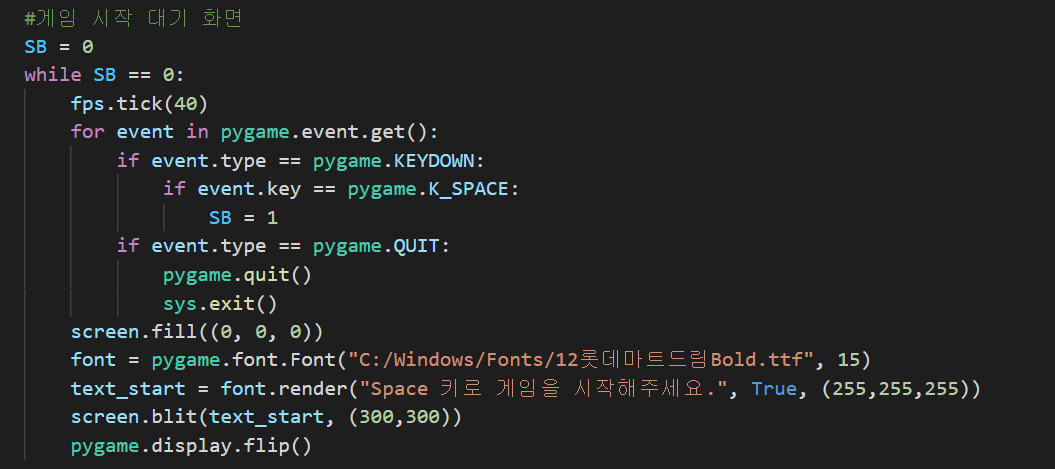 #게임 시작 대기 화면
SB = 0
while SB == 0:
    fps.tick(40)
    for event in pygame.event.get():
        if event.type == pygame.KEYDOWN:
            if event.key == pygame.K_SPACE:
                SB = 1
        if event.type == pygame.QUIT:
            pygame.quit()
            sys.exit()
    screen.fill((0, 0, 0))
    font = pygame.font.Font("C:/Windows/Fonts/12롯데마트드림Bold.ttf", 15)
    text_start = font.render("Space 키로 게임을 시작해주세요.", True, (255,255,255))
    screen.blit(text_start, (300,300))
    pygame.display.flip()